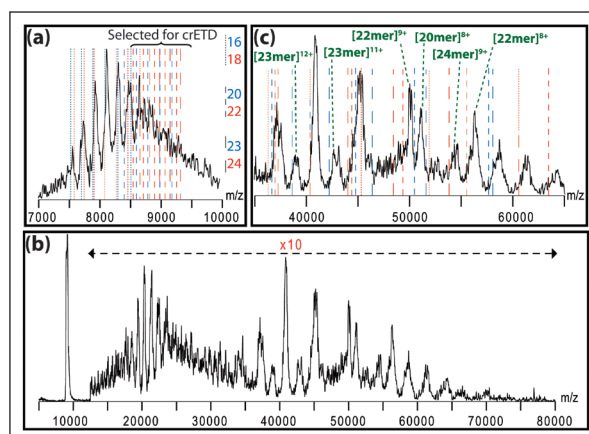 (a)
Selected for crETD
16
18
20
22
23
24
7000 8000 9000 10000 m/z
(c)
[23mer]12+
[23mer]11+
[22mer]9+
[20mer]8+
[24mer]9+
[22mer]8+
40000 50000 60000 m/z
(b)
x10
m/z
10000 20000 30000 40000 50000 60000 70000 80000